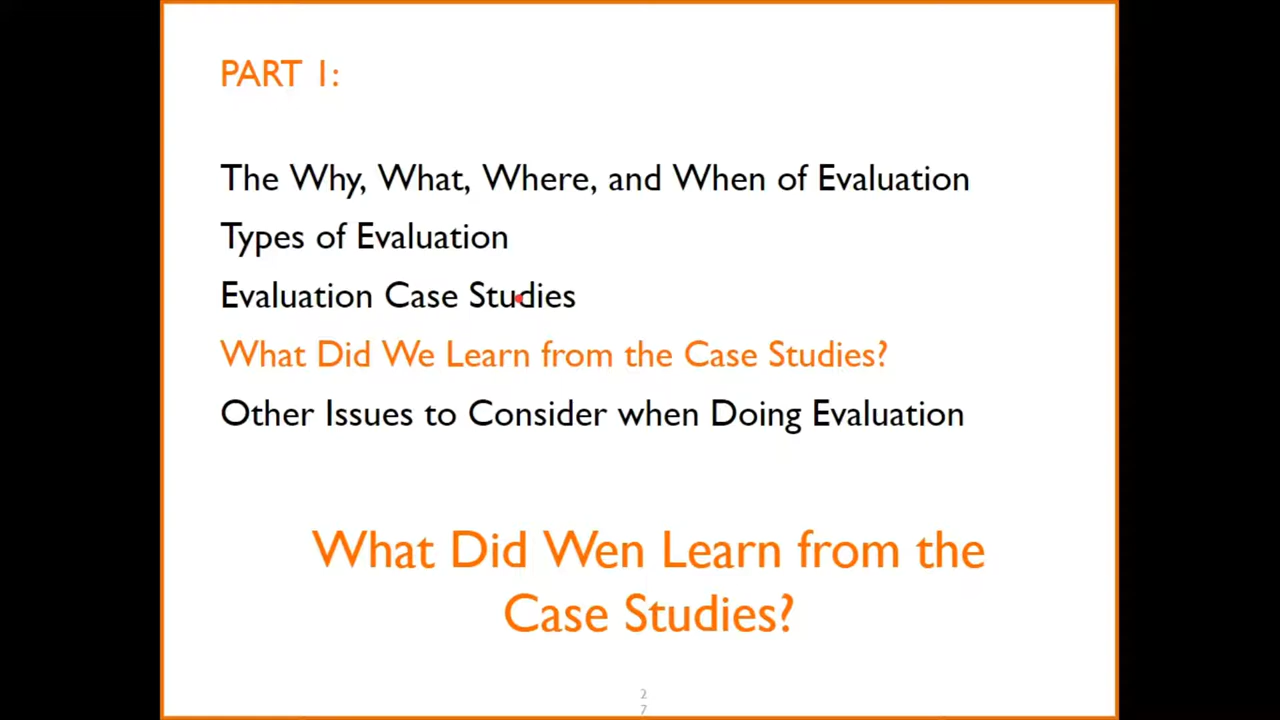 PART 1:
The Why, What, Where, and When of Evaluation
Types of Evaluation
Evaluation Case Studies
What Did We Learn from the Case Studies?
Other Issues to Consider when Doing Evaluation
What Did Wen Learn from the
Case Studies?
2
7